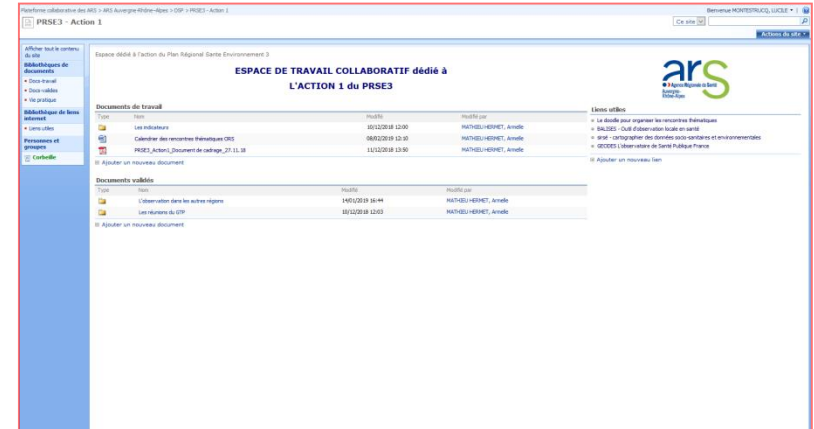 Plateforme collaborative des ARS > ARS Auvergne-Rhône-Alpes > DSP > PRSE3 - Action 1
Bienvenue MONTESTRUCQ, LUCILE
PRSE3 - Action 1
Ce site
Actions du site
Afficher tout le contenu du site
Bibliothèques de documents
Docs-travail
Docs-valides
Vie pratique
Bibliothèque de liens internet
Liens utiles
Personnes et groupes
Corbeille
Espace dédié à l'action du Plan Régional Sante Environnement 3
ESPACE DE TRAVAIL COLLABORATIF dédié à
L'ACTION 1 du PRSE3
Documents de travail
Type Nom Modifié Modifié par
Les indicateurs 10/12/2018 12:00 MATHIEU-HERMET, Armelle
Calendrier des rencontres thématiques ORS 08/02/2019 12:10 MATHIEU-HERMET, Armelle
PRSE3_Action1_Document de cadrage_27.11.18 11/12/2018 13:50 MATHIEU-HERMET, Armelle
Ajouter un nouveau document
Documents validés
Type Nom Modifié Modifié par
L'observation dans les autres régions 14/01/2019 16:44 MATHIEU-HERMET, Armelle
Les réunions du GTP 10/12/2018 12:03 MATHIEU-HERMET, Armelle
Ajouter un nouveau document
ars
Agence Régionale de Santé
Auvergne-
Rhône-Alpes
Liens utiles
Le doodle pour organiser les rencontres thématiques
BALISES - Outil d'observation locale en santé
orsé - cartographier des données socio-sanitaires et environnementales
GEODES L'observatoire de Santé Publique France
Ajouter un nouveau lien